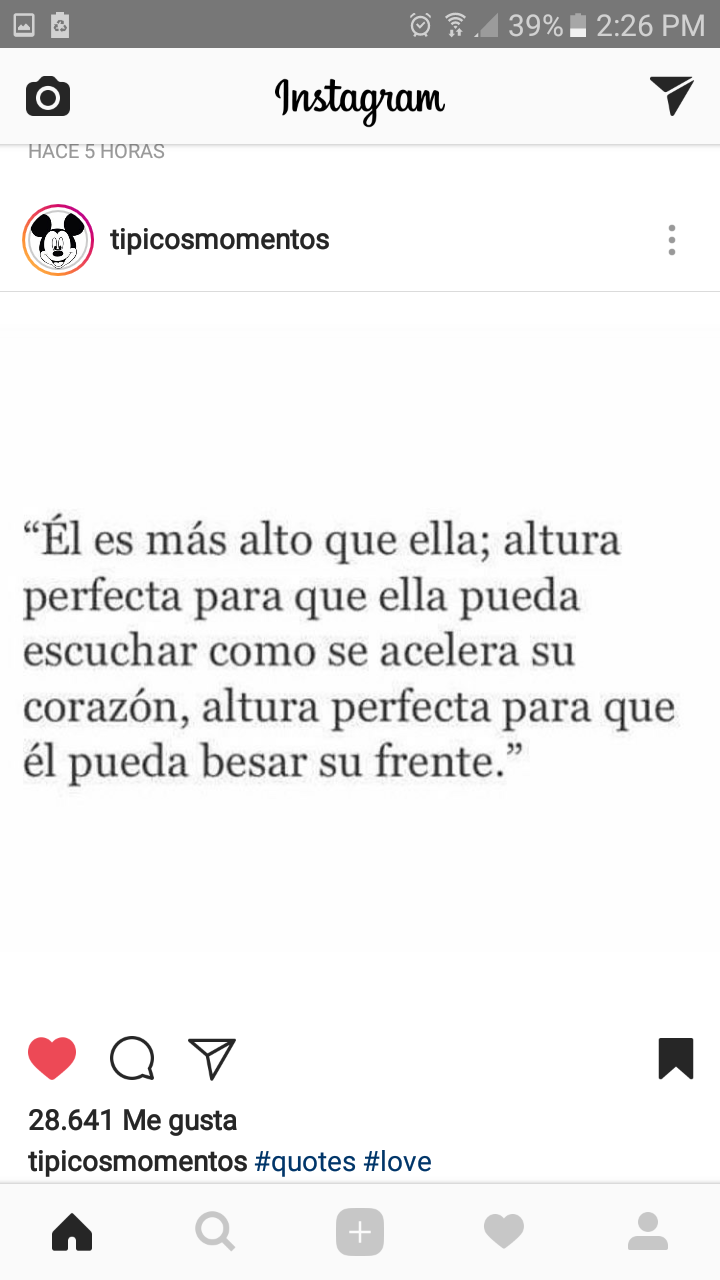 39% 2:26 PM
Instagram
HACE 5 HORAS
tipicosmomentos
“Él es más alto que ella; altura
perfecta para que ella pueda
escuchar como se acelera su
corazón, altura perfecta para que
él pueda besar su frente.”
28.641 Me gusta
tipicosmomentos #quotes #love